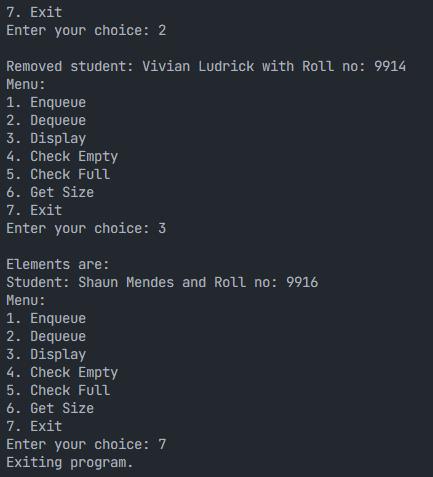 7. Exit
Enter your choice: 2

Removed student: Vivian Ludrick with Roll no: 9914
Menu:
1. Enqueue
2. Dequeue
3. Display
4. Check Empty
5. Check Full
6. Get Size
7. Exit
Enter your choice: 3

Elements are:
Student: Shaun Mendes and Roll no: 9916
Menu:
1. Enqueue
2. Dequeue
3. Display
4. Check Empty
5. Check Full
6. Get Size
7. Exit
Enter your choice: 7
Exiting program.